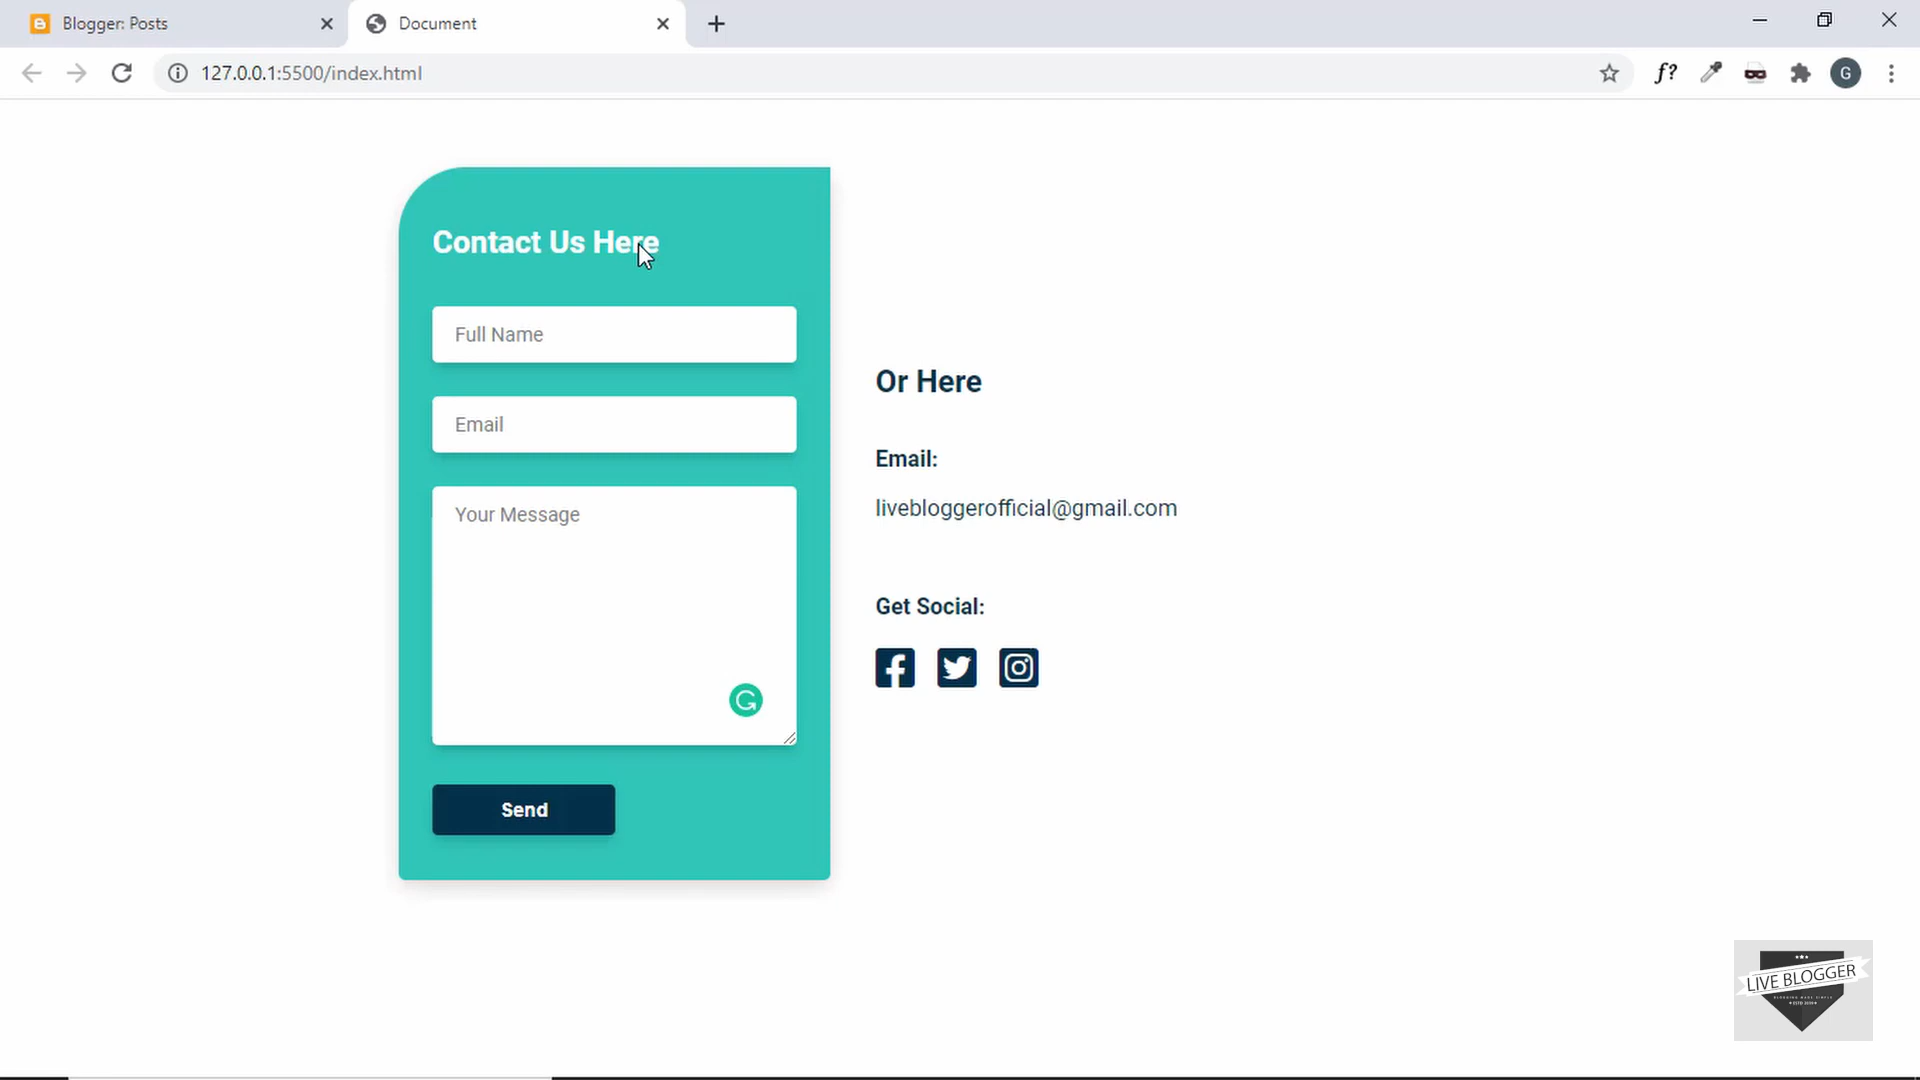 Blogger: Posts
Document
127.0.0.1:5500/index.html
f?
G
Contact Us Here
Full Name
Email
Your Message
Send
Or Here
Email:
livebloggerofficial@gmail.com
Get Social:
LIVE BLOGGER